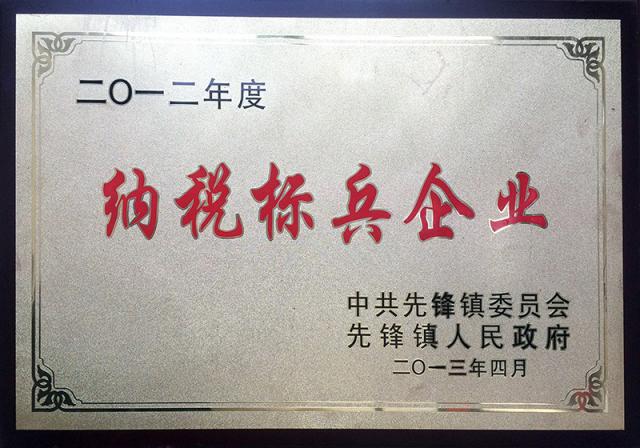 二〇一二年度
纳税标兵企业
中共先锋镇委员会
先锋镇人民政府
二〇一三年四月